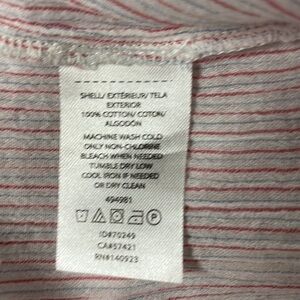 SHELL/ EXTÉRIEUR/ TELA
EXTERIOR
100% COTTON/ COTON/
ALGODÓN
MACHINE WASH COLD
ONLY NON-CHLORINE
BLEACH WHEN NEEDED
TUMBLE DRY LOW
COOL IRON IF NEEDED
OR DRY CLEAN
494981
ID#70249
CA#57421
RN#140923